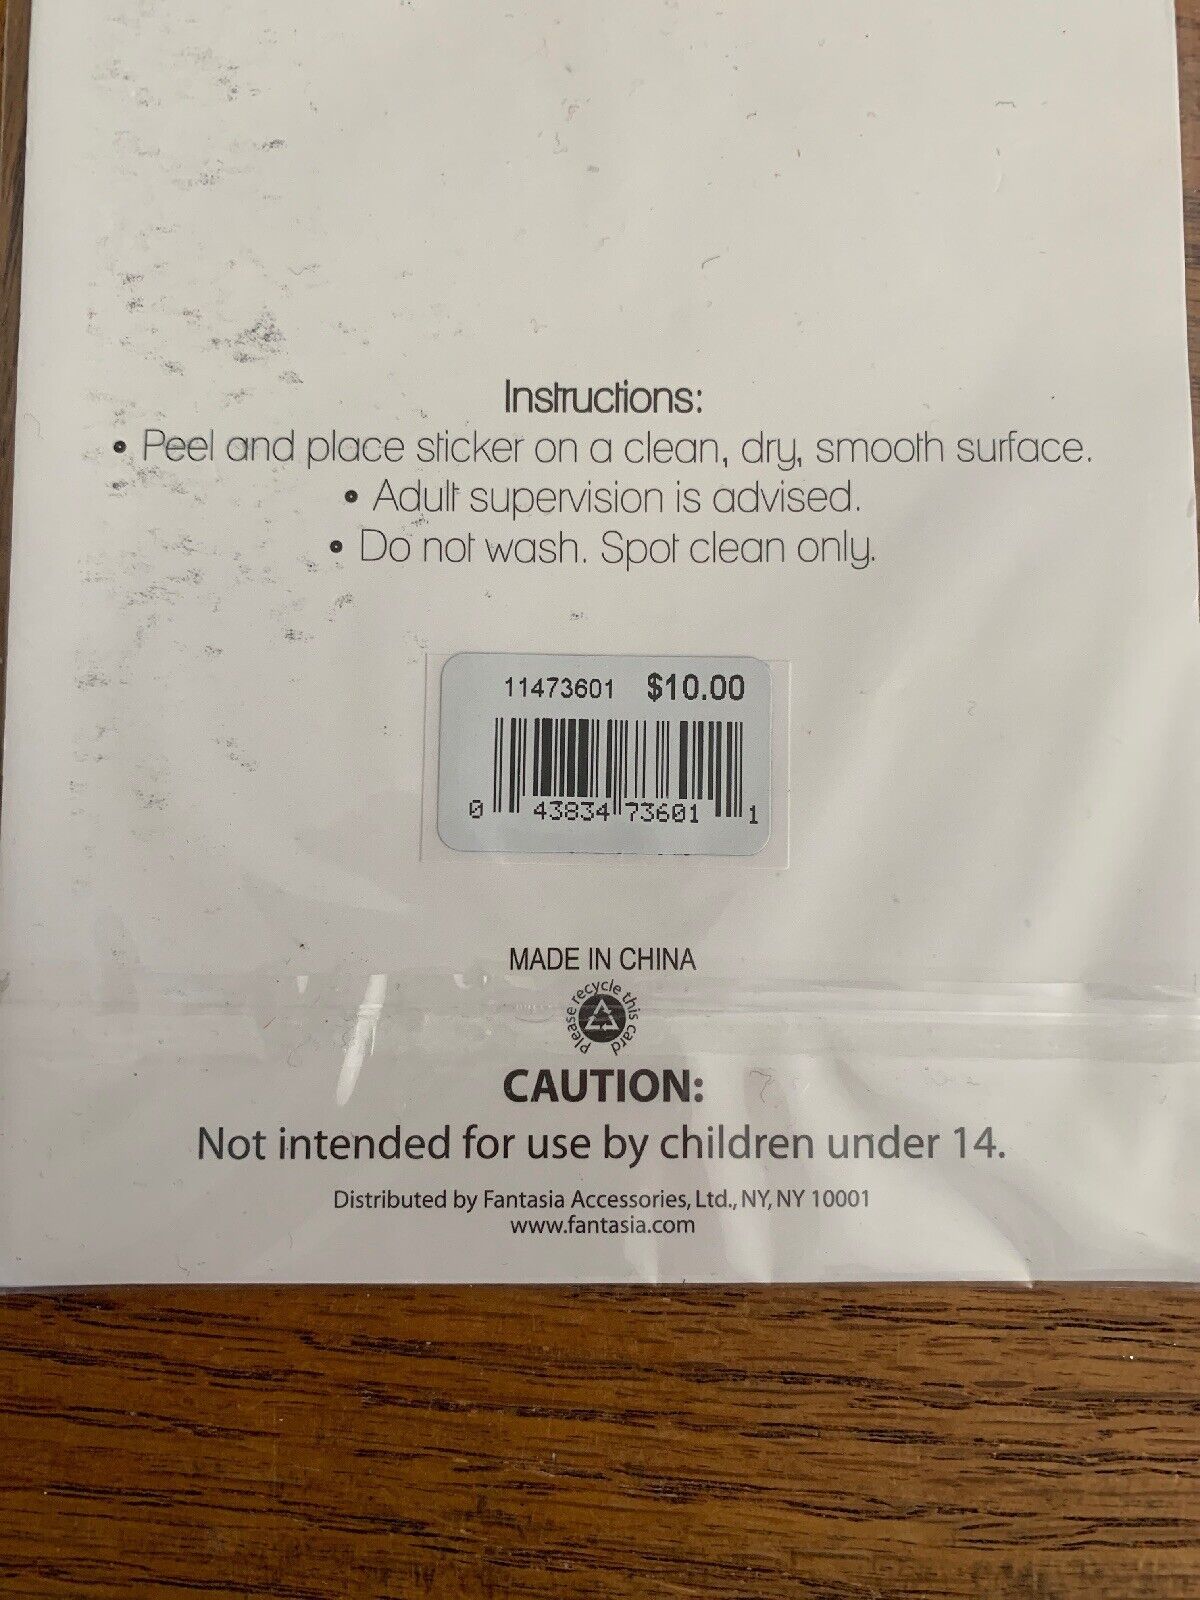 Instructions:
• Peel and place sticker on a clean, dry, smooth surface.
• Adult supervision is advised.
• Do not wash. Spot clean only.
11473601 $10.00
0 43834 73601 1
MADE IN CHINA
Please recycle this card
CAUTION:
Not intended for use by children under 14.
Distributed by Fantasia Accessories, Ltd., NY, NY 10001
www.fantasia.com